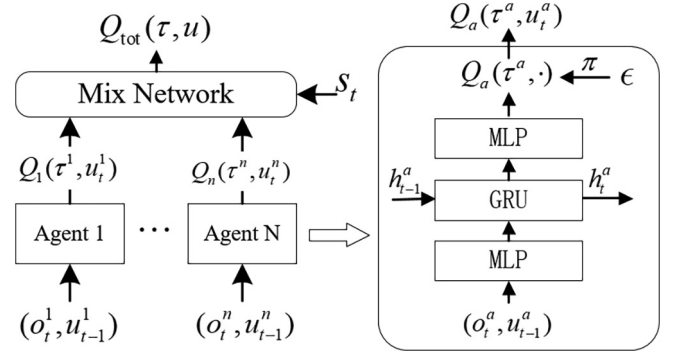 Q_tot(τ, u)
Mix Network
s_t
Q_1(τ^1, u_t^1)
Q_n(τ^n, u_t^n)
Agent 1
...
Agent N
(o_t^1, u_{t-1}^1)
(o_t^n, u_{t-1}^n)
Q_a(τ^a, u_t^a)
Q_a(τ^a, ·)
π
ϵ
MLP
h_{t-1}^a
GRU
h_t^a
MLP
(o_t^a, u_{t-1}^a)